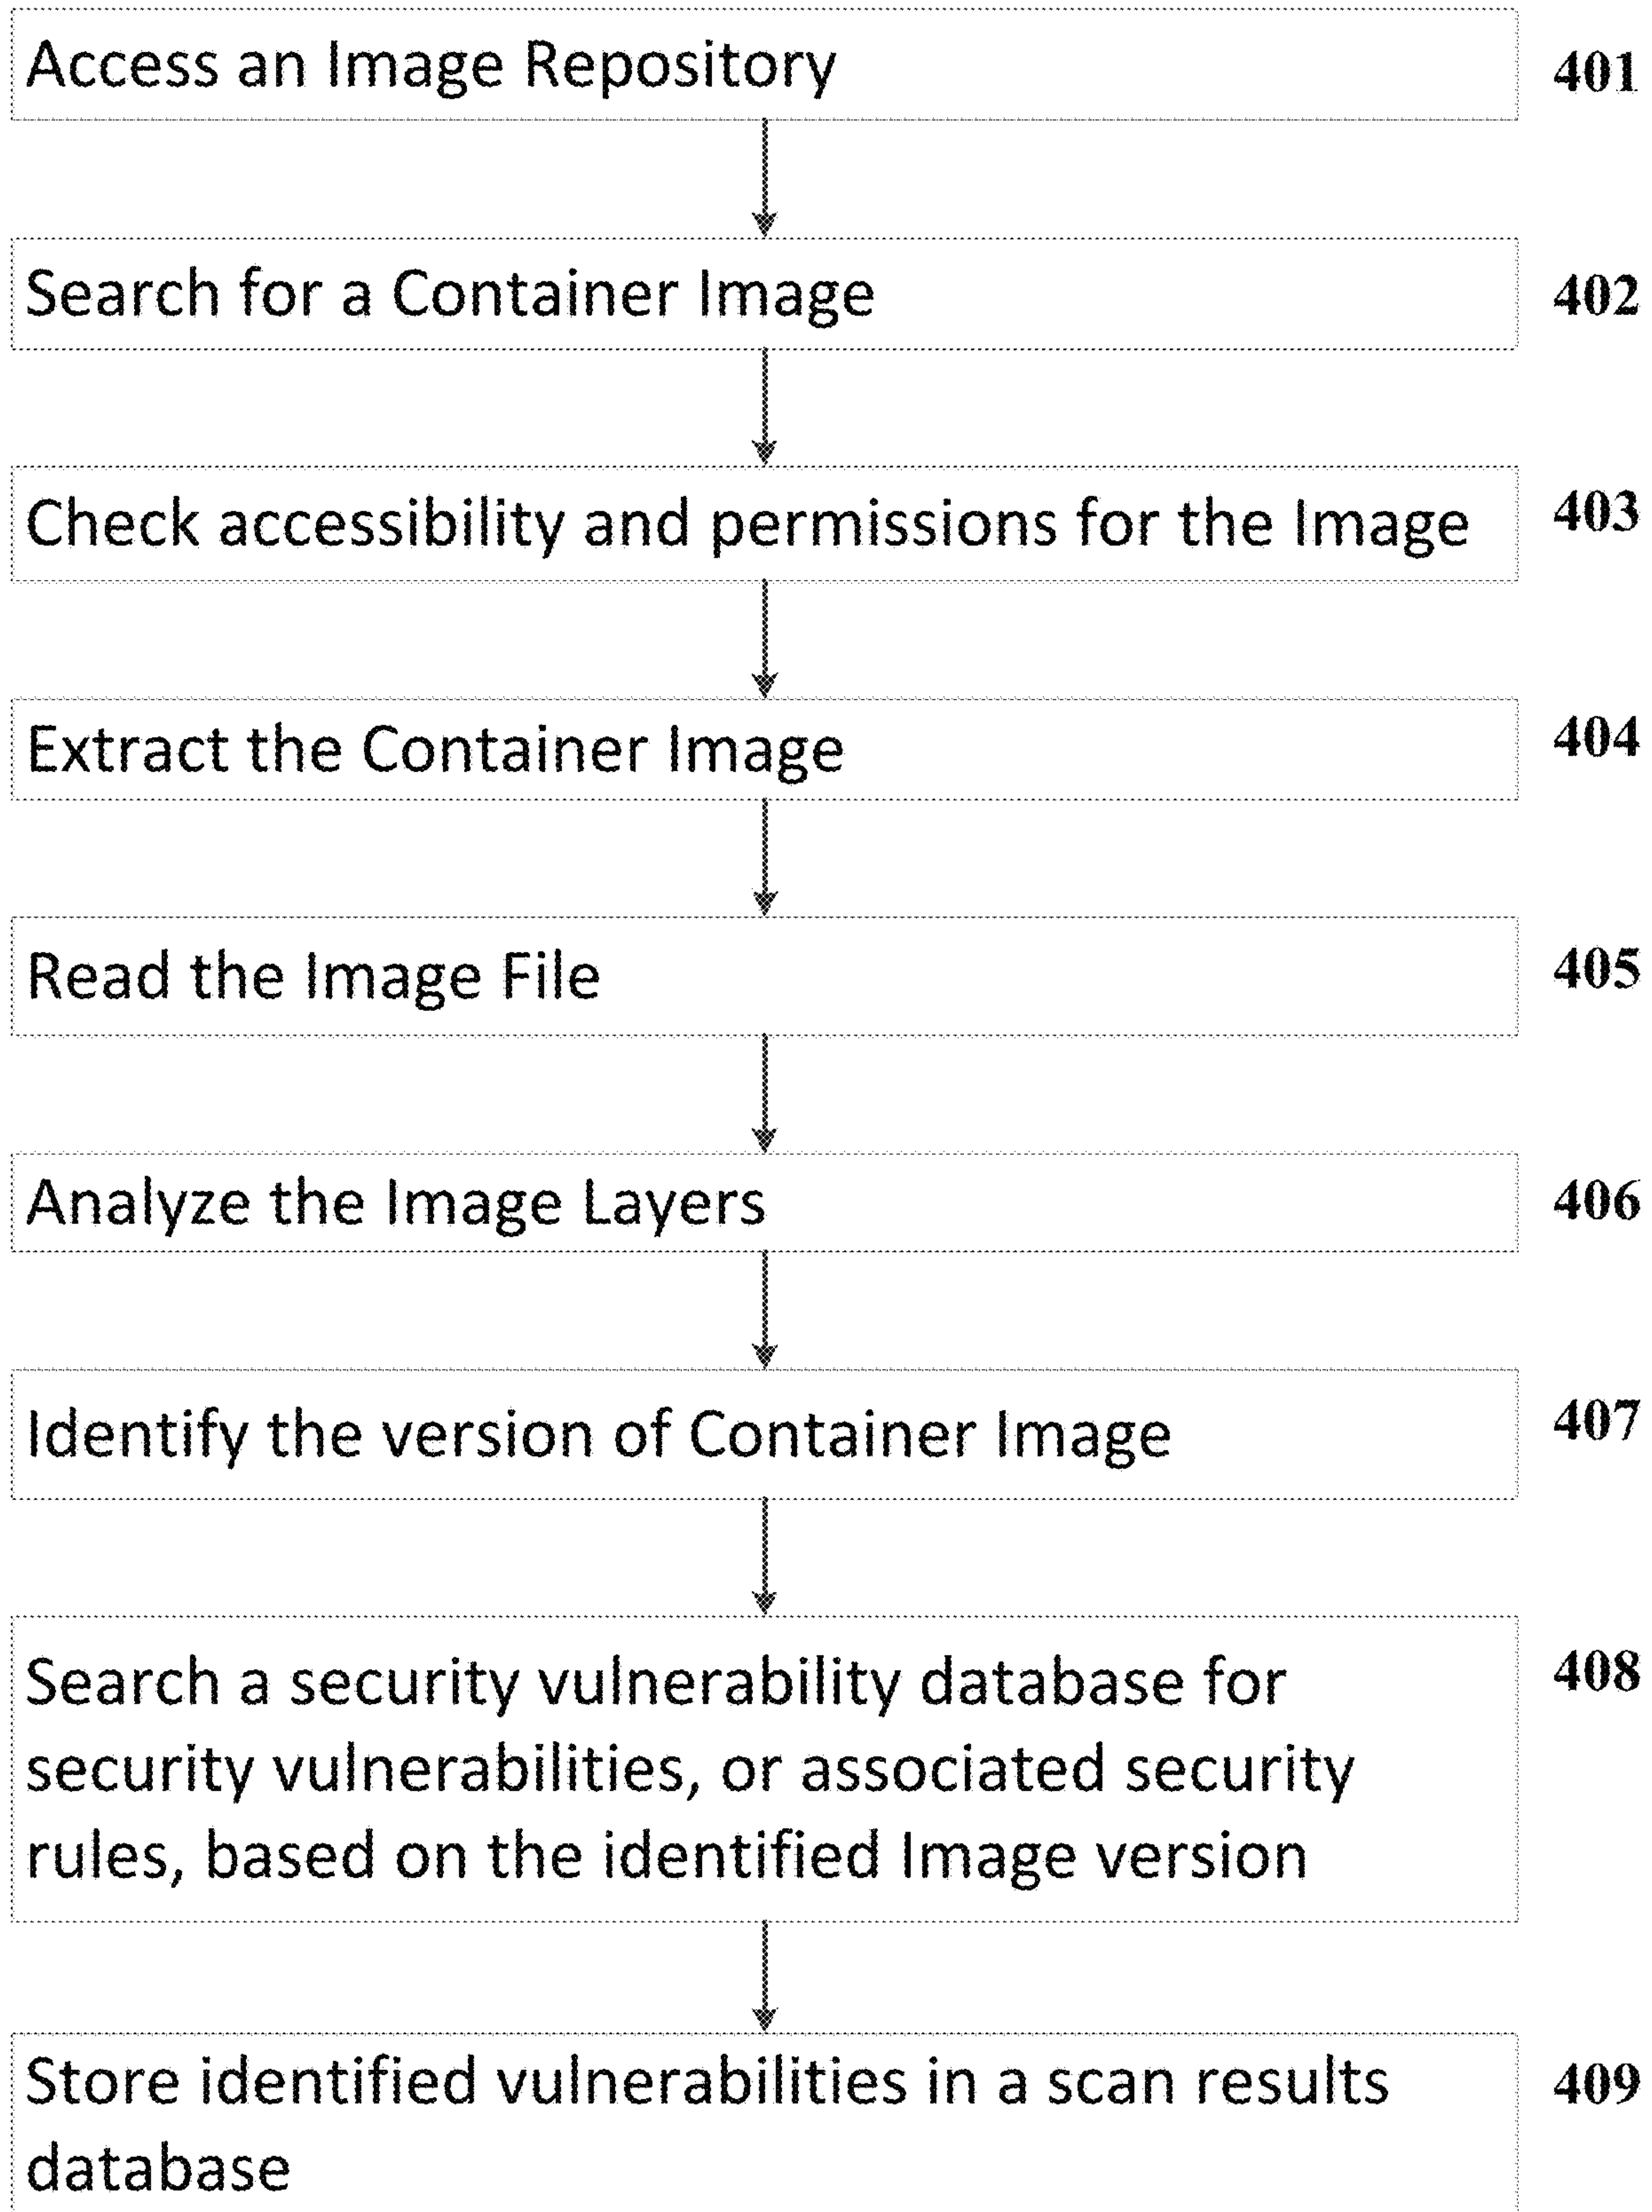 Access an Image Repository 401
Search for a Container Image 402
Check accessibility and permissions for the Image 403
Extract the Container Image 404
Read the Image File 405
Analyze the Image Layers 406
Identify the version of Container Image 407
Search a security vulnerability database for 408
security vulnerabilities, or associated security
rules, based on the identified Image version
Store identified vulnerabilities in a scan results 409
database